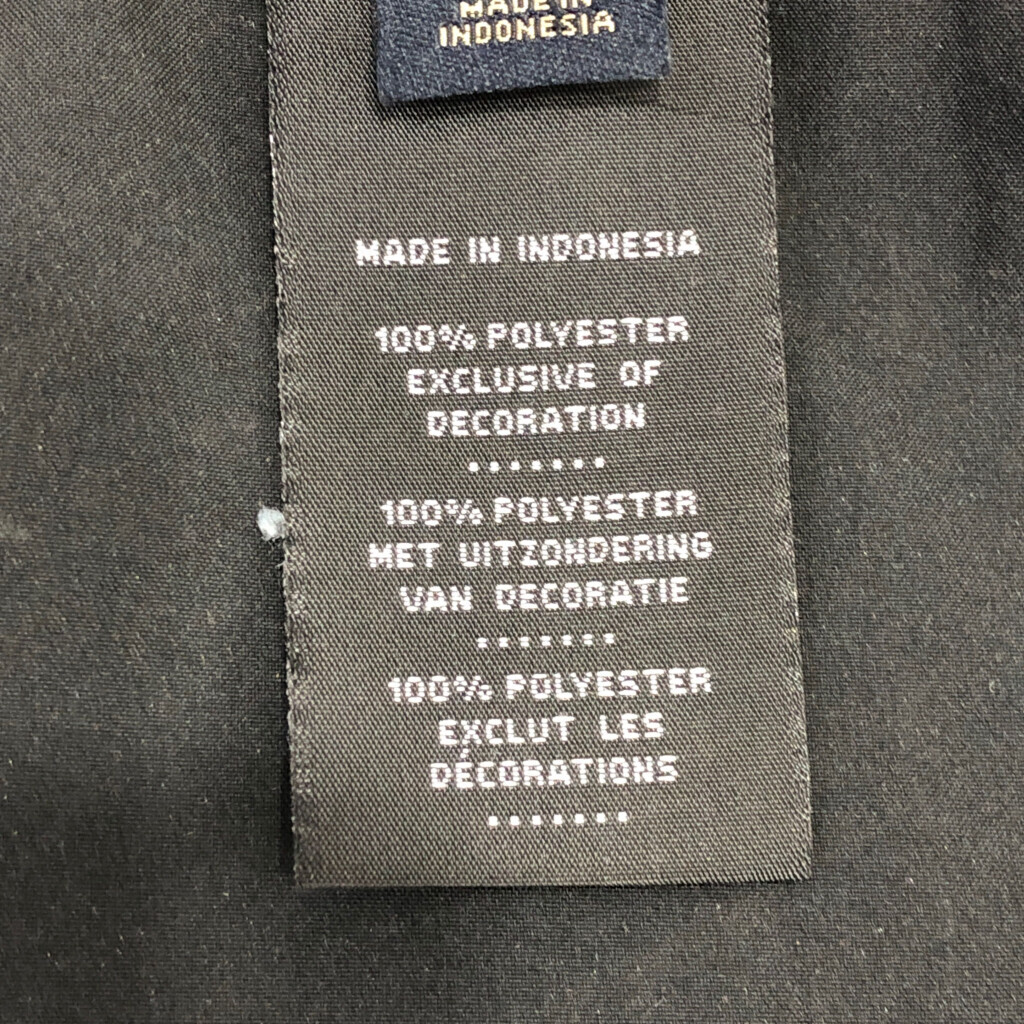 MADE IN
INDONESIA
MADE IN INDONESIA
100% POLYESTER
EXCLUSIVE OF
DECORATION
.......
100% POLYESTER
MET UITZONDERING
VAN DECORATIE
.......
100% POLYESTER
EXCLUT LES
DÉCORATIONS
.......